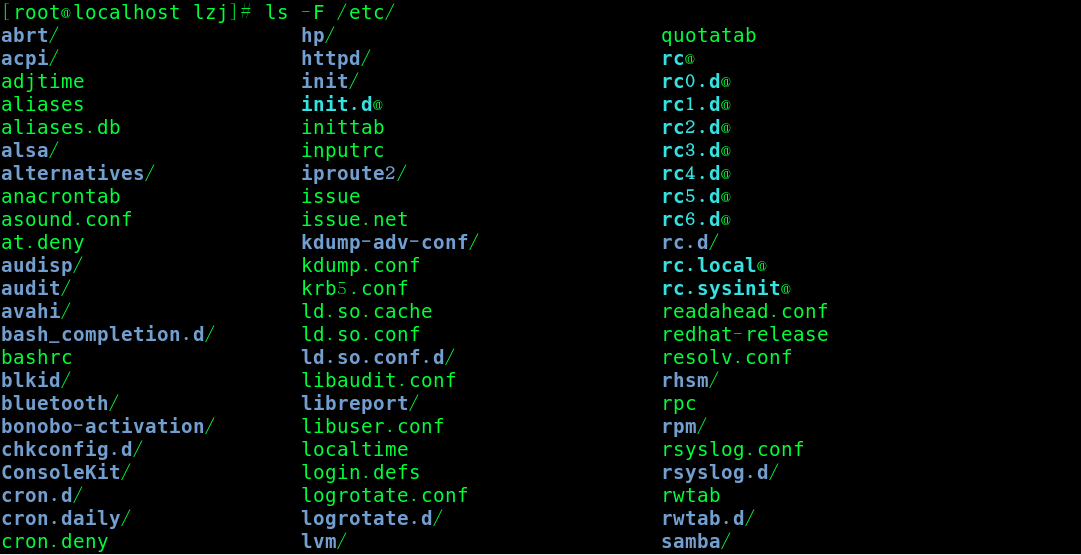 [root@localhost lzj]# ls -F /etc/
abrt/ hp/ quotatab
acpi/ httpd/ rc@
adjtime init/ rc0.d@
aliases init.d@ rc1.d@
aliases.db inittab rc2.d@
alsa/ inputrc rc3.d@
alternatives/ iproute2/ rc4.d@
anacrontab issue rc5.d@
asound.conf issue.net rc6.d@
at.deny kdump-adv-conf/ rc.d/
audisp/ kdump.conf rc.local@
audit/ krb5.conf rc.sysinit@
avahi/ ld.so.cache readahead.conf
bash_completion.d/ ld.so.conf redhat-release
bashrc ld.so.conf.d/ resolv.conf
blkid/ libaudit.conf rhsm/
bluetooth/ libreport/ rpc
bonobo-activation/ libuser.conf rpm/
chkconfig.d/ localtime rsyslog.conf
ConsoleKit/ login.defs rsyslog.d/
cron.d/ logrotate.conf rwtab
cron.daily/ logrotate.d/ rwtab.d/
cron.deny lvm/ samba/